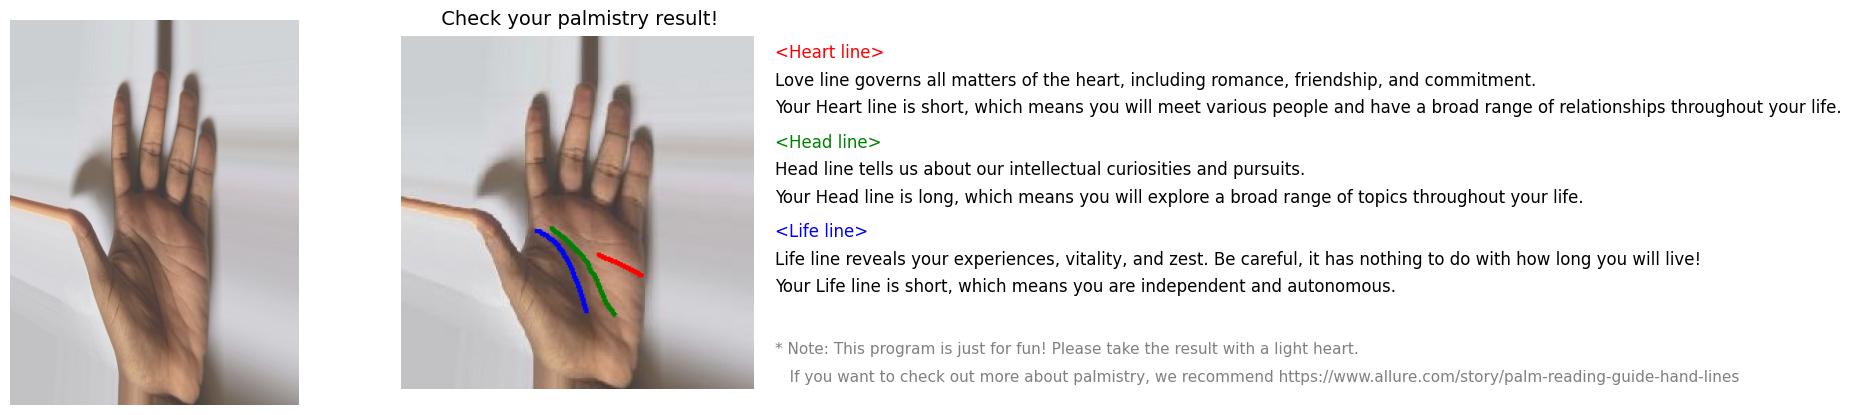 Check your palmistry result!
<Heart line>
Love line governs all matters of the heart, including romance, friendship, and commitment.
Your Heart line is short, which means you will meet various people and have a broad range of relationships throughout your life.
<Head line>
Head line tells us about our intellectual curiosities and pursuits.
Your Head line is long, which means you will explore a broad range of topics throughout your life.
<Life line>
Life line reveals your experiences, vitality, and zest. Be careful, it has nothing to do with how long you will live!
Your Life line is short, which means you are independent and autonomous.
* Note: This program is just for fun! Please take the result with a light heart.
If you want to check out more about palmistry, we recommend https://www.allure.com/story/palm-reading-guide-hand-lines